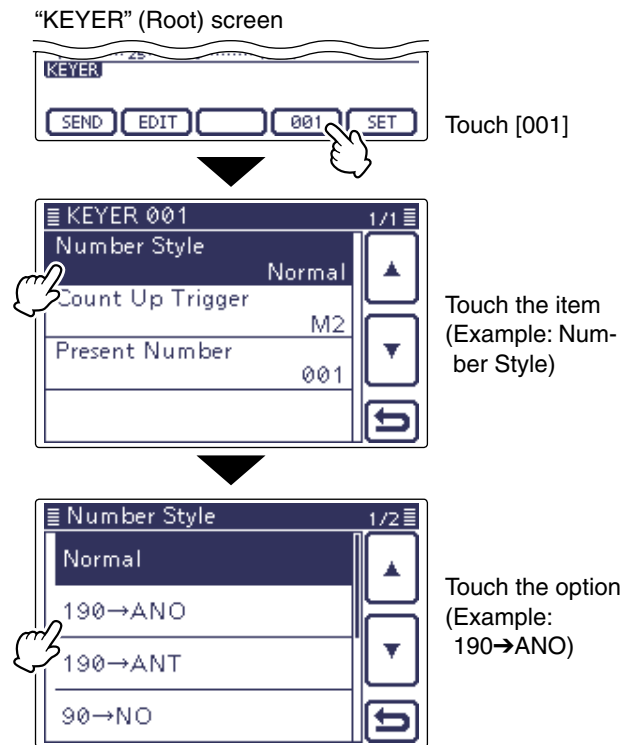 “KEYER” (Root) screen
25
KEYER
SEND EDIT 001 SET
Touch [001]
KEYER 001 1/1
Number Style
Normal
Count Up Trigger
M2
Present Number
001
Touch the item
(Example: Num-
ber Style)
Number Style 1/2
Normal
190→ANO
190→ANT
90→NO
Touch the option
(Example:
190➔ANO)